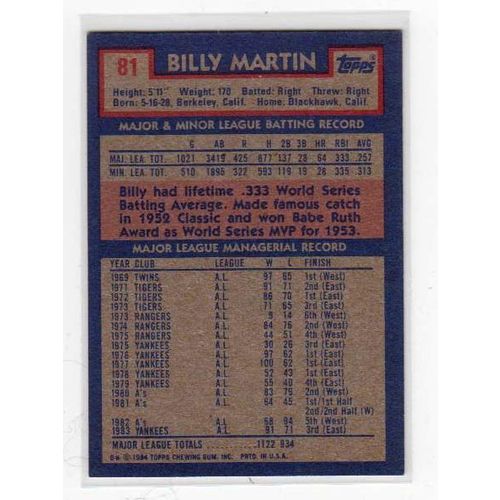 81 BILLY MARTIN Topps
Height: 5'11" Weight: 170 Batted: Right Threw: Right
Born: 5-16-28, Berkeley, Calif. Home: Blackhawk, Calif.
MAJOR & MINOR LEAGUE BATTING RECORD
G AB R H 2B 3B HR RBI AVG
MAJ. LEA. TOT. 1021 3419 425 877 137 28 64 333 .257
MIN. LEA. TOT. 510 1895 322 593 119 19 28 335 .313
Billy had lifetime .333 World Series
Batting Average. Made famous catch
in 1952 Classic and won Babe Ruth
Award as World Series MVP for 1953.
MAJOR LEAGUE MANAGERIAL RECORD
YEAR CLUB LEAGUE W L FINISH
1969 TWINS A.L. 97 65 1st (West)
1971 TIGERS A.L. 91 71 2nd (East)
1972 TIGERS A.L. 86 70 1st (East)
1973 TIGERS A.L. 71 63 3rd (East)
1973 RANGERS A.L. 9 14 6th (West)
1974 RANGERS A.L. 84 76 2nd (West)
1975 RANGERS A.L. 44 51 4th (West)
1975 YANKEES A.L. 30 26 3rd (East)
1976 YANKEES A.L. 97 62 1st (East)
1977 YANKEES A.L. 100 62 1st (East)
1978 YANKEES A.L. 52 43 1st (East)
1979 YANKEES A.L. 55 40 4th (East)
1980 A's A.L. 83 79 2nd (West)
1981 A's A.L. 64 45 1st/1st Half
2nd/2nd Half (W)
1982 A's A.L. 68 94 5th (West)
1983 YANKEES A.L. 91 71 3rd (East)
MAJOR LEAGUE TOTALS 1122 934
© 1984 TOPPS CHEWING GUM, INC. PRT'D. IN U.S.A.